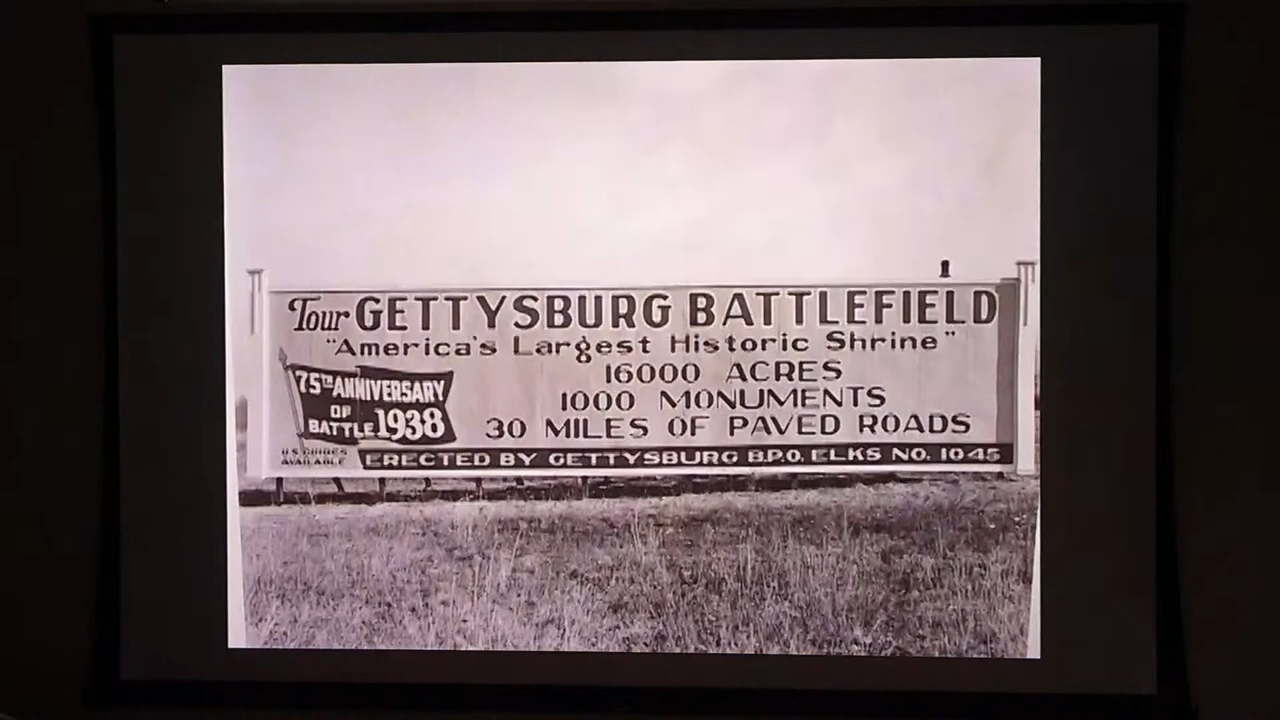 Tour GETTYSBURG BATTLEFIELD
"America's Largest Historic Shrine"
16000 ACRES
1000 MONUMENTS
30 MILES OF PAVED ROADS
75TH ANNIVERSARY
OF
BATTLE 1938
U.S. GUIDES
AVAILABLE
ERECTED BY GETTYSBURG B.P.O. ELKS NO. 1045